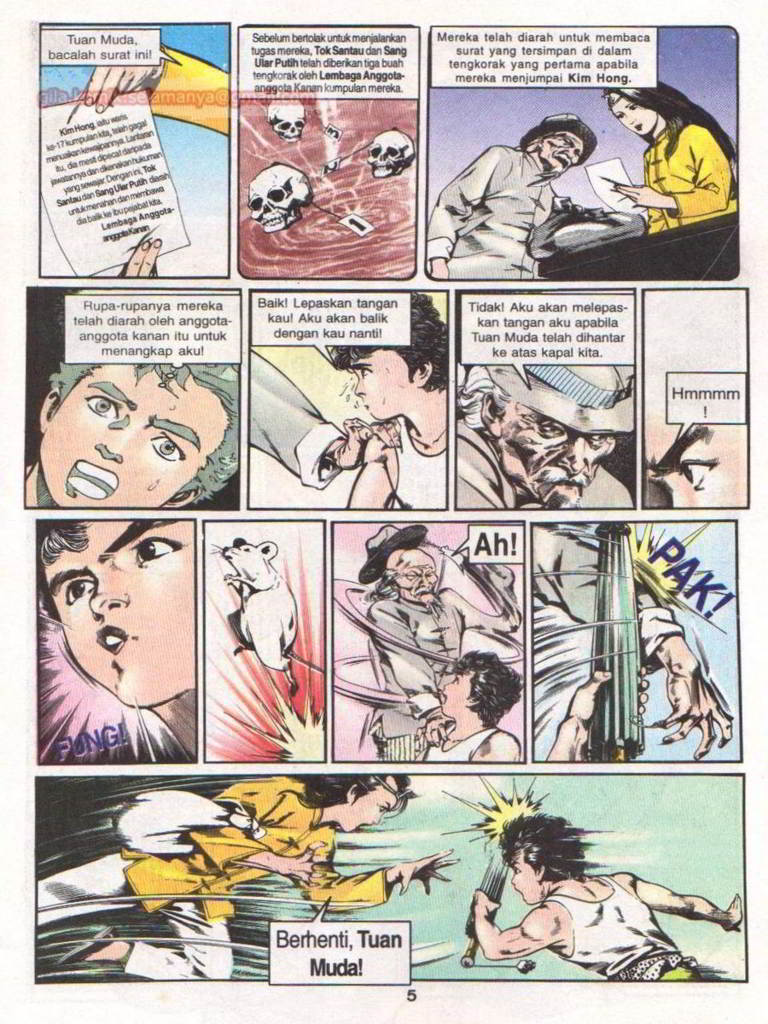 Tuan Muda,
bacalah surat ini!
Kim Hong, iaitu waris
ke-17 kumpulan kita, telah gagal
menunaikan kewajipannya. Lantaran
itu, dia mesti dipecat daripada
jawatannya dan dikenakan hukuman
yang sewajar. Dengan ini, Tok
Santau dan Sang Ular Putih diarah
untuk menahan dan membawa
dia balik ke ibu pejabat kita.
Lembaga Anggota-
anggota Kanan
Sebelum bertolak untuk menjalankan
tugas mereka, Tok Santau dan Sang
Ular Putih telah diberikan tiga buah
tengkorak oleh Lembaga Anggota-
anggota Kanan kumpulan mereka.
1
Mereka telah diarah untuk membaca
surat yang tersimpan di dalam
tengkorak yang pertama apabila
mereka menjumpai Kim Hong.
Rupa-rupanya mereka
telah diarah oleh anggota-
anggota kanan itu untuk
menangkap aku!
Baik! Lepaskan tangan
kau! Aku akan balik
dengan kau nanti!
Tidak! Aku akan melepas-
kan tangan aku apabila
Tuan Muda telah dihantar
ke atas kapal kita.
Hmmmm
!
FUNG!
Ah!
PAK!
Berhenti, Tuan
Muda!
5